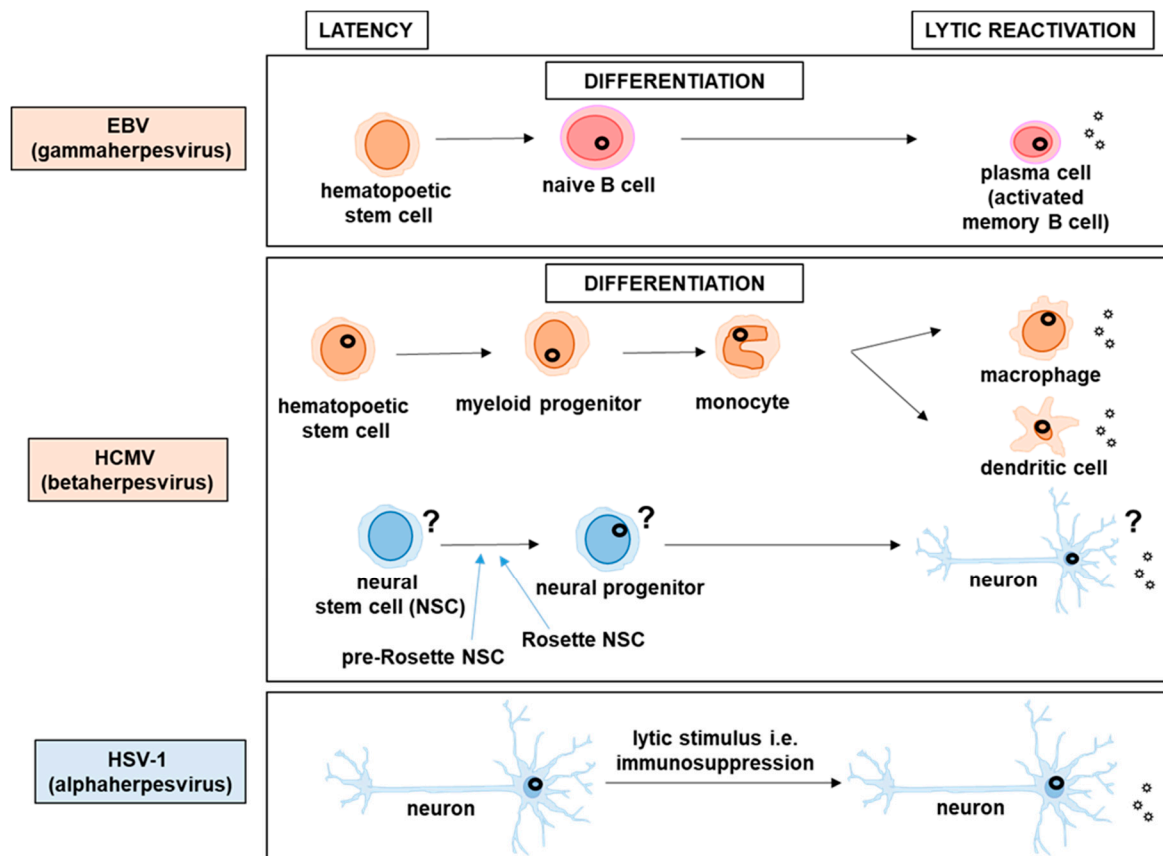 LATENCY
LYTIC REACTIVATION
EBV
(gammaherpesvirus)
DIFFERENTIATION
hematopoetic
stem cell
naive B cell
plasma cell
(activated
memory B cell)
HCMV
(betaherpesvirus)
DIFFERENTIATION
hematopoetic
stem cell
myeloid progenitor
monocyte
macrophage
dendritic cell
?
neural
stem cell (NSC)
?
neural progenitor
?
neuron
pre-Rosette NSC
Rosette NSC
HSV-1
(alphaherpesvirus)
neuron
lytic stimulus i.e.
immunosuppression
neuron